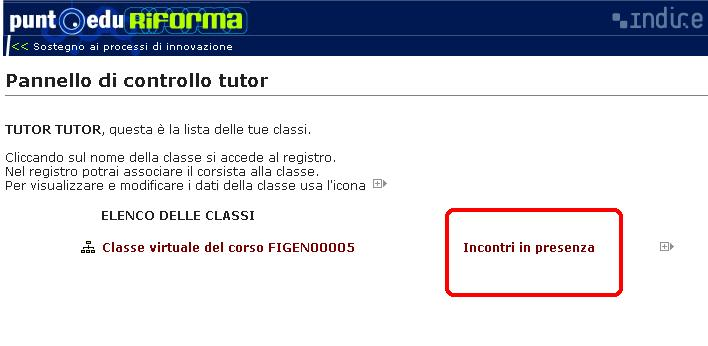 punt edu RiFORMA
indice
<< Sostegno ai processi di innovazione
Pannello di controllo tutor
TUTOR TUTOR, questa è la lista delle tue classi.
Cliccando sul nome della classe si accede al registro.
Nel registro potrai associare il corsista alla classe.
Per visualizzare e modificare i dati della classe usa l'icona
ELENCO DELLE CLASSI
Classe virtuale del corso FIGEN00005
Incontri in presenza